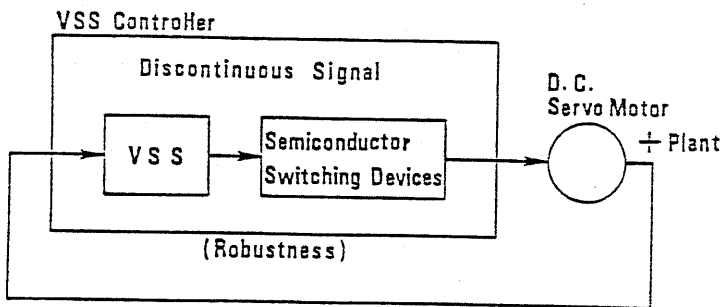 VSS Controller
Discontinuous Signal
VSS
Semiconductor
Switching Devices
(Robustness)
D.C.
Servo Motor
÷ Plant